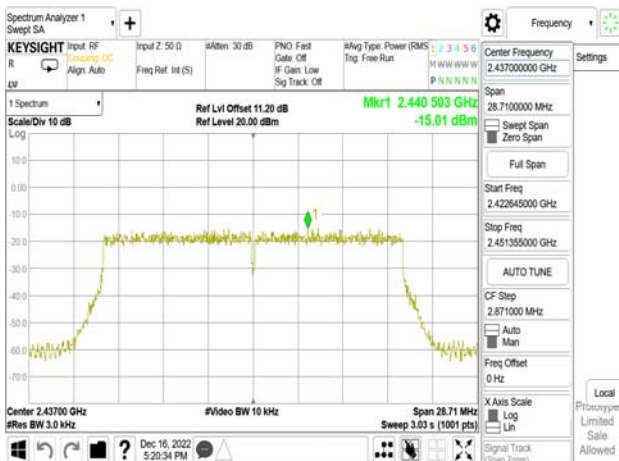 Spectrum Analyzer 1
Swept SA
+
Frequency
KEYSIGHT
R
Input: RF
Coupling: DC
Align: Auto
Input Z: 50 Ω
Freq Ref: Int (S)
#Atten: 30 dB
PNO: Fast
Gate: Off
IF Gain: Low
Sig Track: Off
#Avg Type: Power (RMS
Trig: Free Run
1 2 3 4 5 6
M W W W W W
P N N N N N
Center Frequency
2.437000000 GHz
Settings
Span
28.7100000 MHz
Swept Span
Zero Span
Full Span
Start Freq
2.422645000 GHz
Stop Freq
2.451355000 GHz
AUTO TUNE
CF Step
2.871000 MHz
Auto
Man
Freq Offset
0 Hz
X Axis Scale
Log
Lin
Signal Track
(Span Zoom)
Local
Prototype
Limited
Sale
Allowed
1 Spectrum
Scale/Div 10 dB
Ref Lvl Offset 11.20 dB
Ref Level 20.00 dBm
Mkr1 2.440 503 GHz
-15.01 dBm
Log
10.0
0.00
-10.0
-20.0
-30.0
-40.0
-50.0
-60.0
-70.0
1
Center 2.43700 GHz
#Res BW 3.0 kHz
#Video BW 10 kHz
Span 28.71 MHz
Sweep 3.03 s (1001 pts)
?
Dec 16, 2022
5:20:34 PM